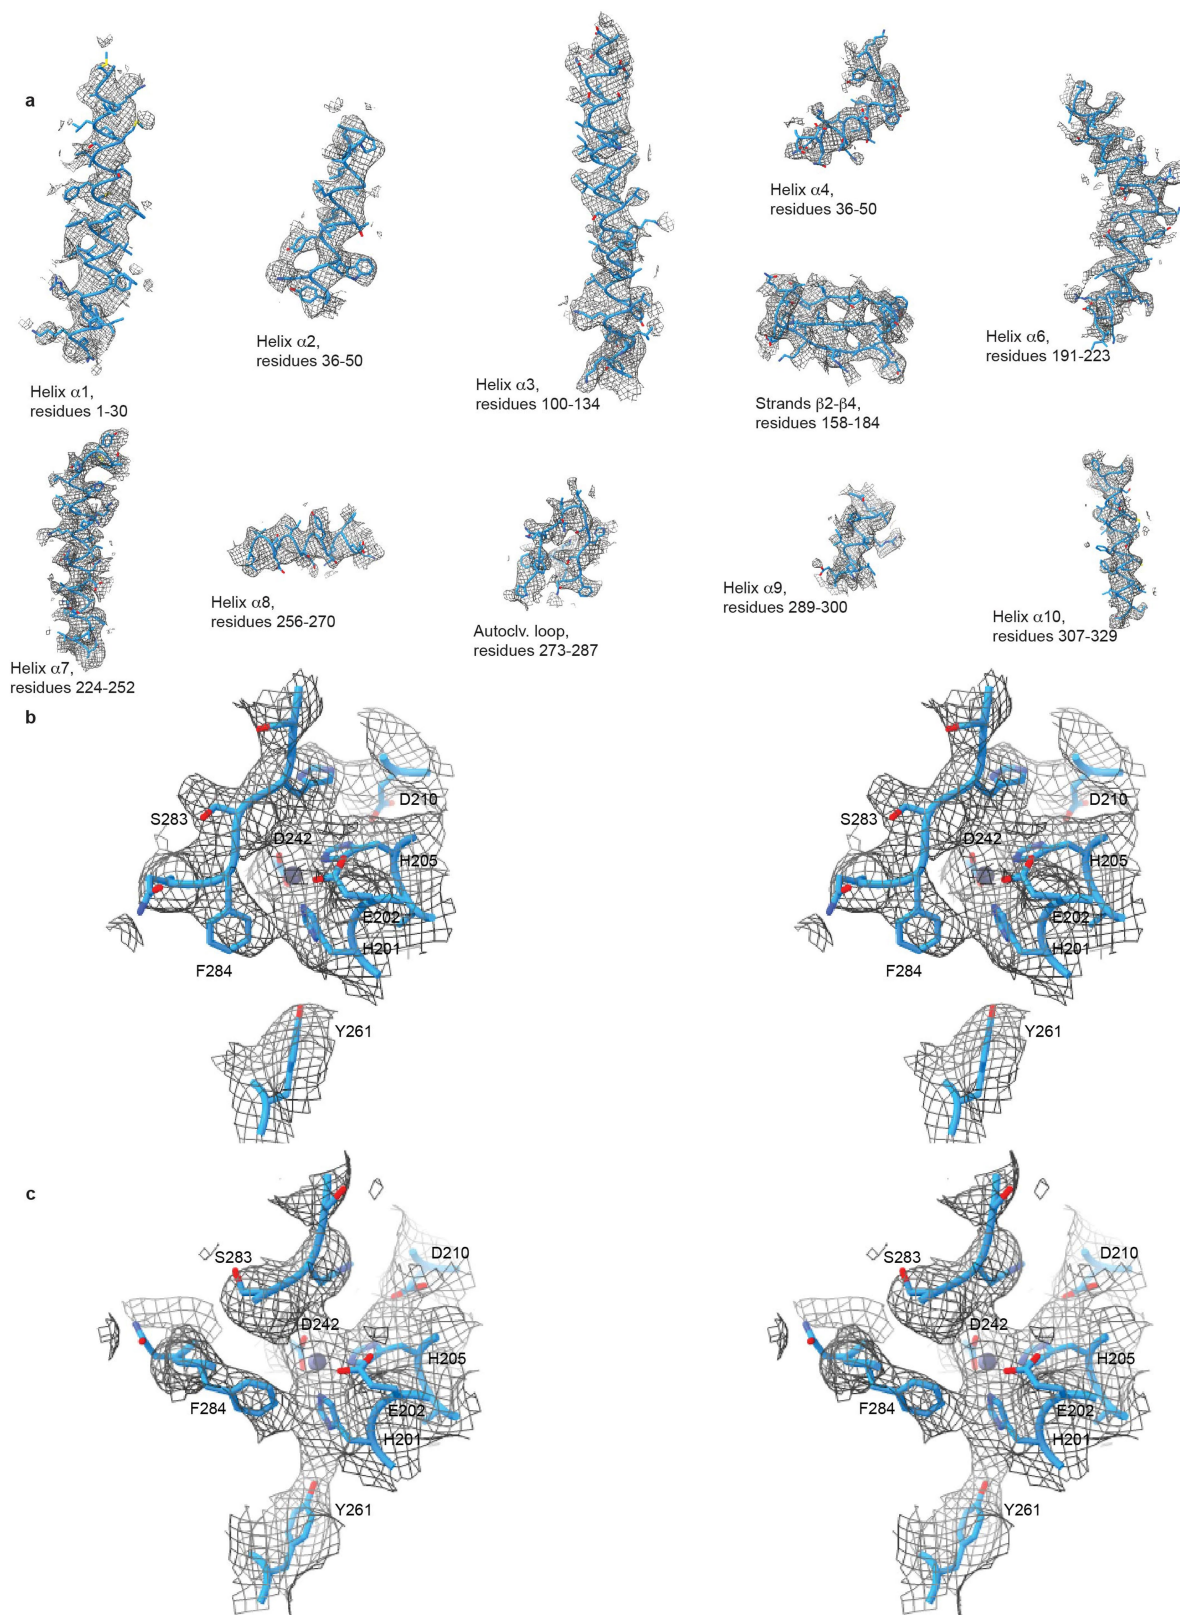 a
Helix α1,
residues 1-30
Helix α2,
residues 36-50
Helix α3,
residues 100-134
Helix α4,
residues 36-50
Strands β2-β4,
residues 158-184
Helix α6,
residues 191-223
Helix α7,
residues 224-252
Helix α8,
residues 256-270
Autoclv. loop,
residues 273-287
Helix α9,
residues 289-300
Helix α10,
residues 307-329
b
D210
S283
D242
H205
E202
H201
F284
Y261
D210
S283
D242
H205
E202
H201
F284
Y261
c
S283
D210
D242
H205
F284
E202
H201
Y261
S283
D210
D242
H205
F284
E202
H201
Y261